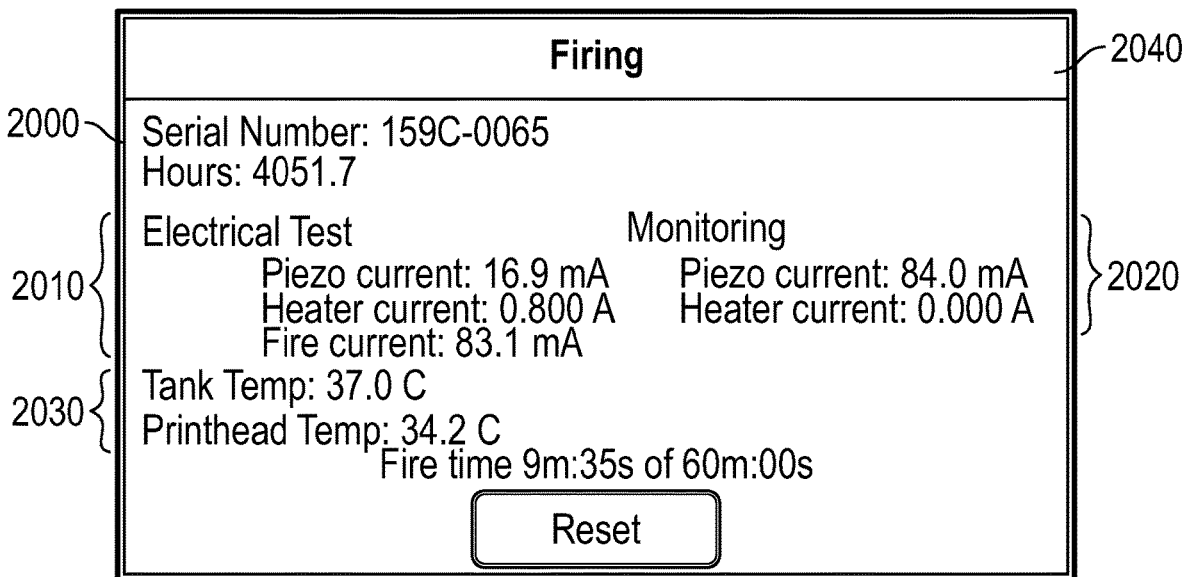 Firing
2040
2000
Serial Number: 159C-0065
Hours: 4051.7
2010
Electrical Test
Piezo current: 16.9 mA
Heater current: 0.800 A
Fire current: 83.1 mA
Monitoring
Piezo current: 84.0 mA
Heater current: 0.000 A
2020
2030
Tank Temp: 37.0 C
Printhead Temp: 34.2 C
Fire time 9m:35s of 60m:00s
Reset